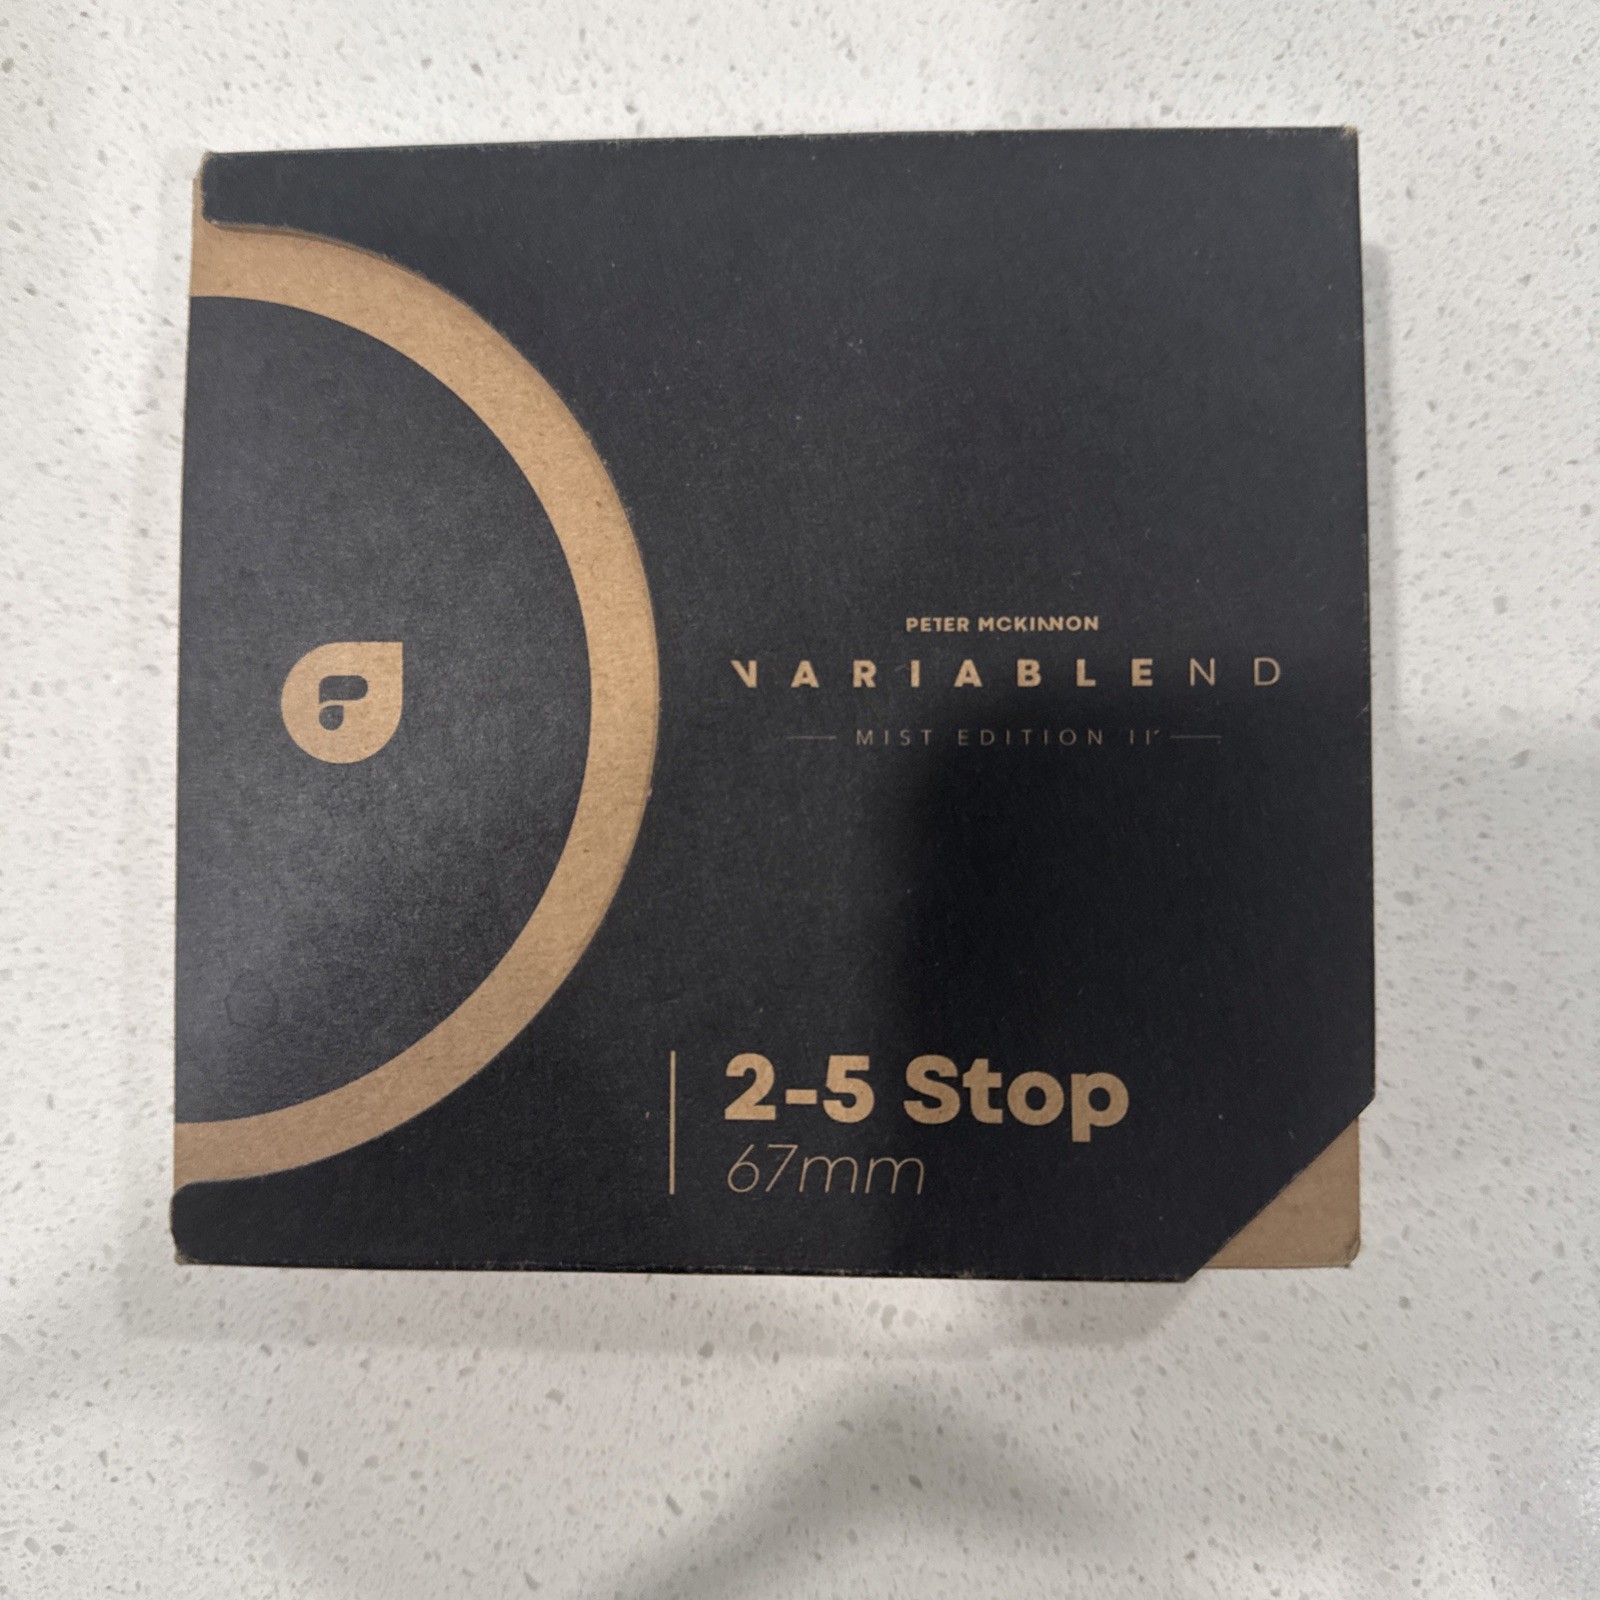 PETER MCKINNON
VARIABLEND
MIST EDITION II
2-5 Stop
67mm